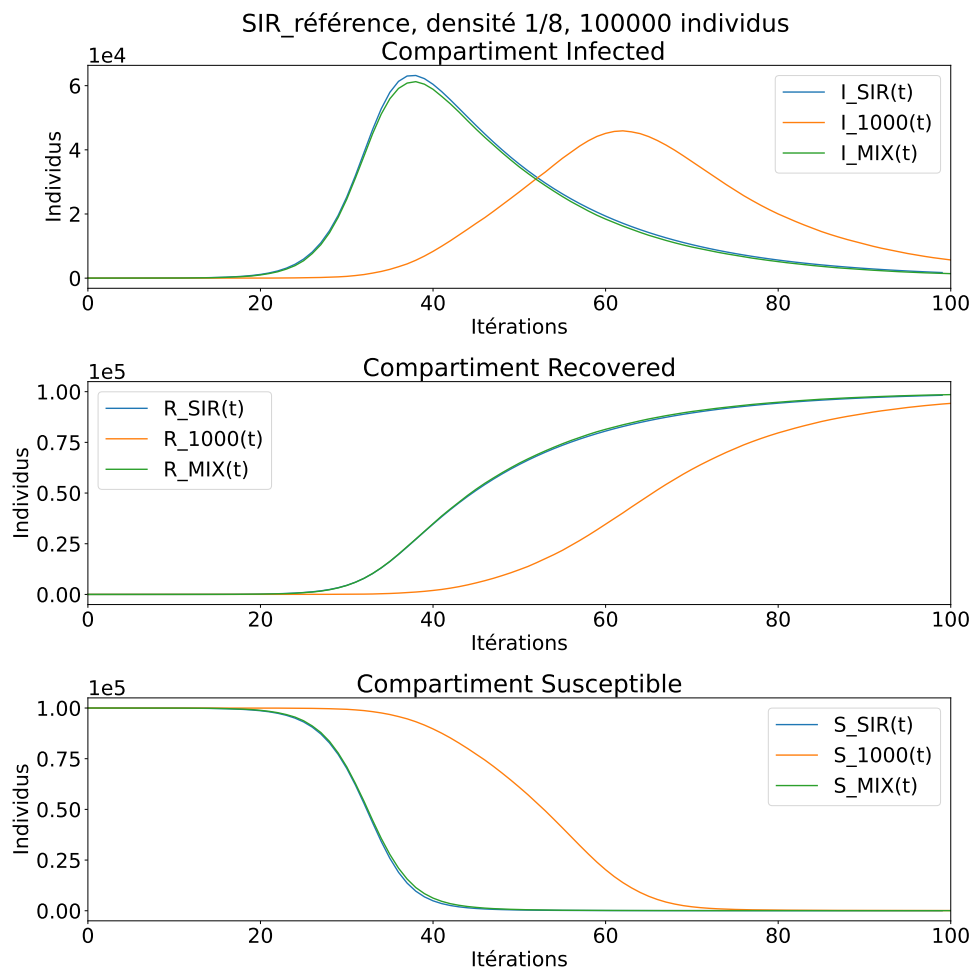 SIR_référence, densité 1/8, 100000 individus
Compartiment Infected
1e4
6
4
2
0
Individus
I_SIR(t)
I_1000(t)
I_MIX(t)
0 20 40 60 80 100
Itérations
Compartiment Recovered
1e5
1.00
0.75
0.50
0.25
0.00
Individus
R_SIR(t)
R_1000(t)
R_MIX(t)
0 20 40 60 80 100
Itérations
Compartiment Susceptible
1e5
1.00
0.75
0.50
0.25
0.00
Individus
S_SIR(t)
S_1000(t)
S_MIX(t)
0 20 40 60 80 100
Itérations